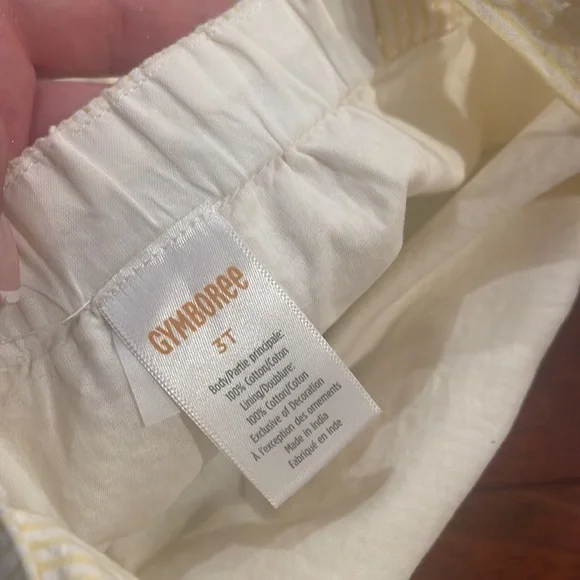 GYMBOREE
3T
Body/Partie principale:
100% Cotton/Coton
Lining/Doublure:
100% Cotton/Coton
Exclusive of Decoration
À l'exception des ornements
Made in India
Fabriqué en Inde